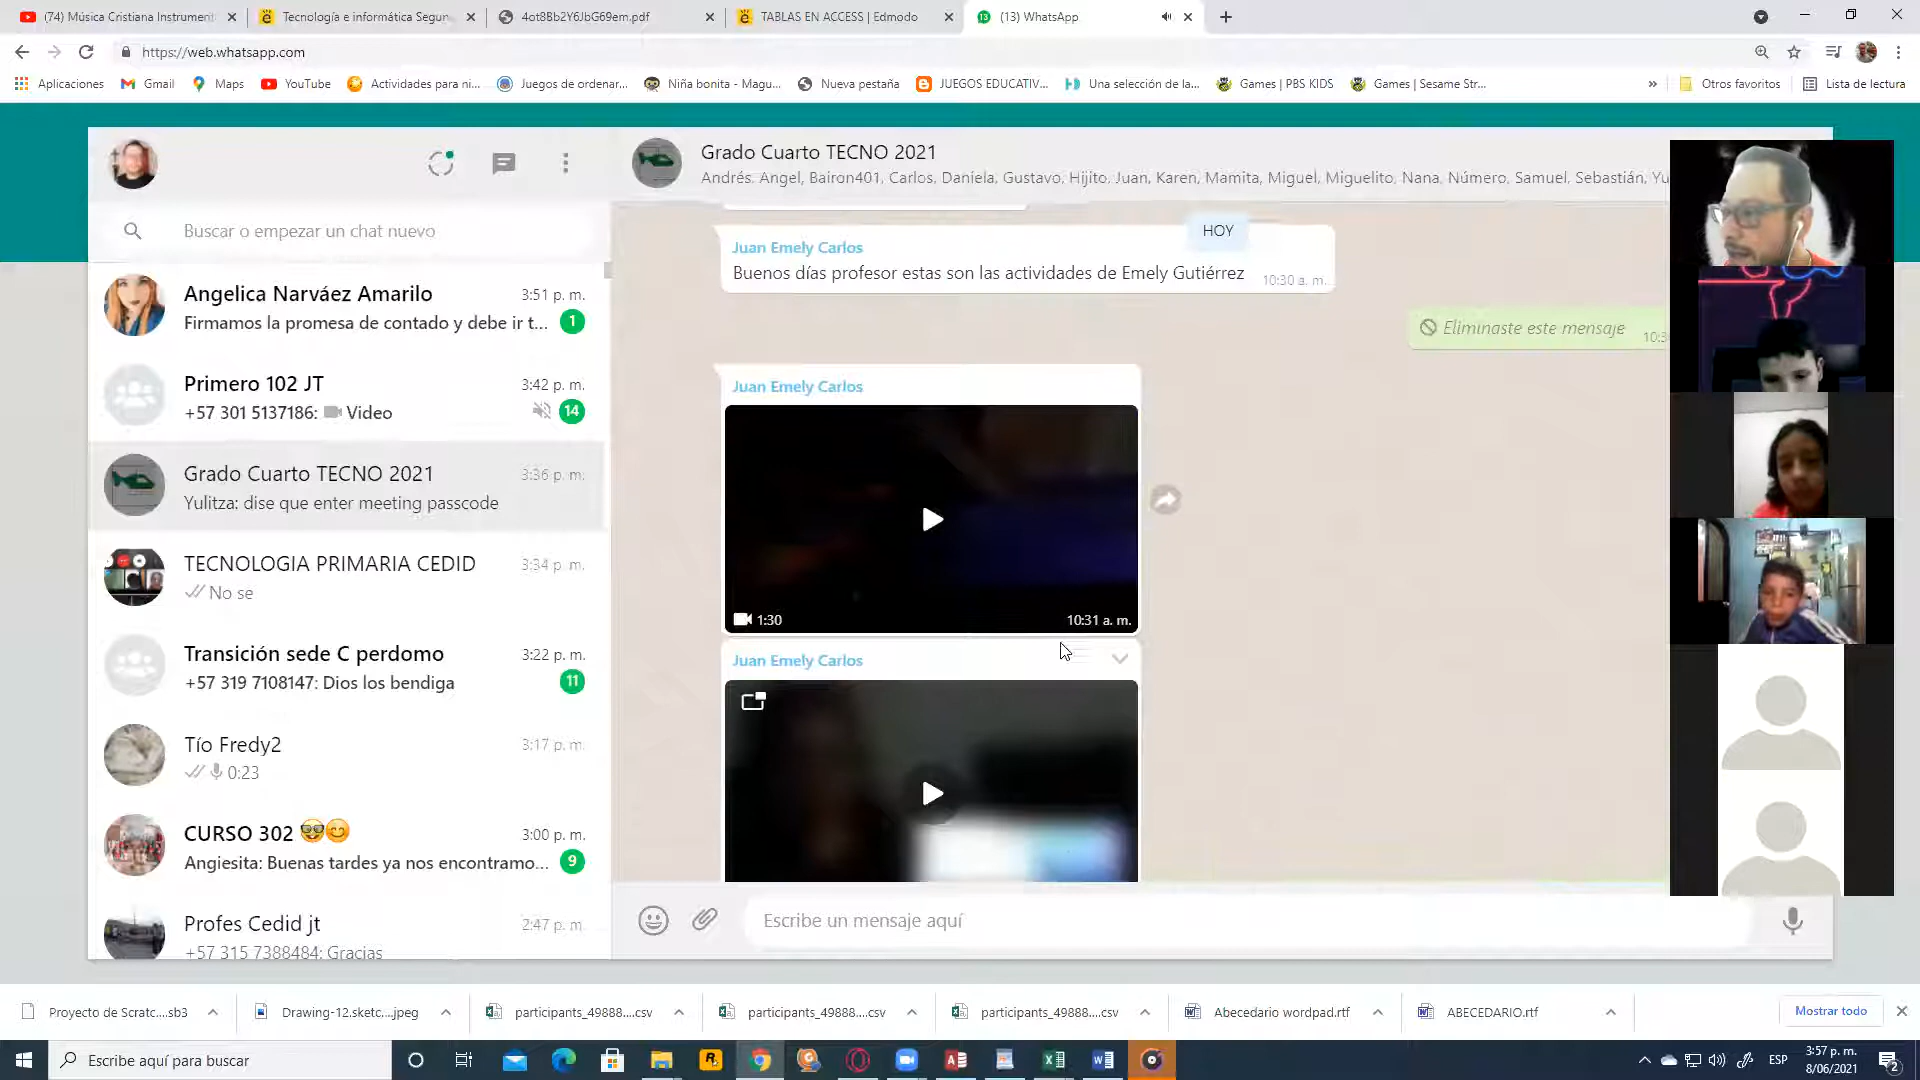 (74) Música Cristiana Instrument
Tecnología e informática Segun
4ot8Bb2Y6JbG69em.pdf
TABLAS EN ACCESS | Edmodo
(13) WhatsApp
https://web.whatsapp.com
Aplicaciones
Gmail
Maps
YouTube
Actividades para ni...
Juegos de ordenar...
Niña bonita - Magu...
Nueva pestaña
JUEGOS EDUCATIV...
Una selección de la...
Games | PBS KIDS
Games | Sesame Str...
Otros favoritos
Lista de lectura
Buscar o empezar un chat nuevo
Angelica Narváez Amarilo
3:51 p. m.
Firmamos la promesa de contado y debe ir t...
1
Primero 102 JT
3:42 p. m.
+57 301 5137186: Video
14
Grado Cuarto TECNO 2021
3:36 p. m.
Yulitza: dise que enter meeting passcode
TECNOLOGIA PRIMARIA CEDID
3:34 p. m.
No se
Transición sede C perdomo
3:22 p. m.
+57 319 7108147: Dios los bendiga
11
Tío Fredy2
3:17 p. m.
0:23
CURSO 302 🤓😊
3:00 p. m.
Angiesita: Buenas tardes ya nos encontramo...
9
Profes Cedid jt
2:47 p. m.
+57 315 7388484: Gracias
Grado Cuarto TECNO 2021
Andrés, Angel, Bairon401, Carlos, Daniela, Gustavo, Hijito, Juan, Karen, Mamita, Miguel, Miguelito, Nana, Número, Samuel, Sebastián, Yu
HOY
Juan Emely Carlos
Buenos días profesor estas son las actividades de Emely Gutiérrez
10:30 a. m.
Eliminaste este mensaje
10:3
Juan Emely Carlos
1:30
10:31 a. m.
Juan Emely Carlos
Escribe un mensaje aquí
Proyecto de Scratc....sb3
Drawing-12.sketc....jpeg
participants_49888....csv
participants_49888....csv
participants_49888....csv
Abecedario wordpad.rtf
ABECEDARIO.rtf
Mostrar todo
Escribe aquí para buscar
ESP
3:57 p. m.
8/06/2021
2